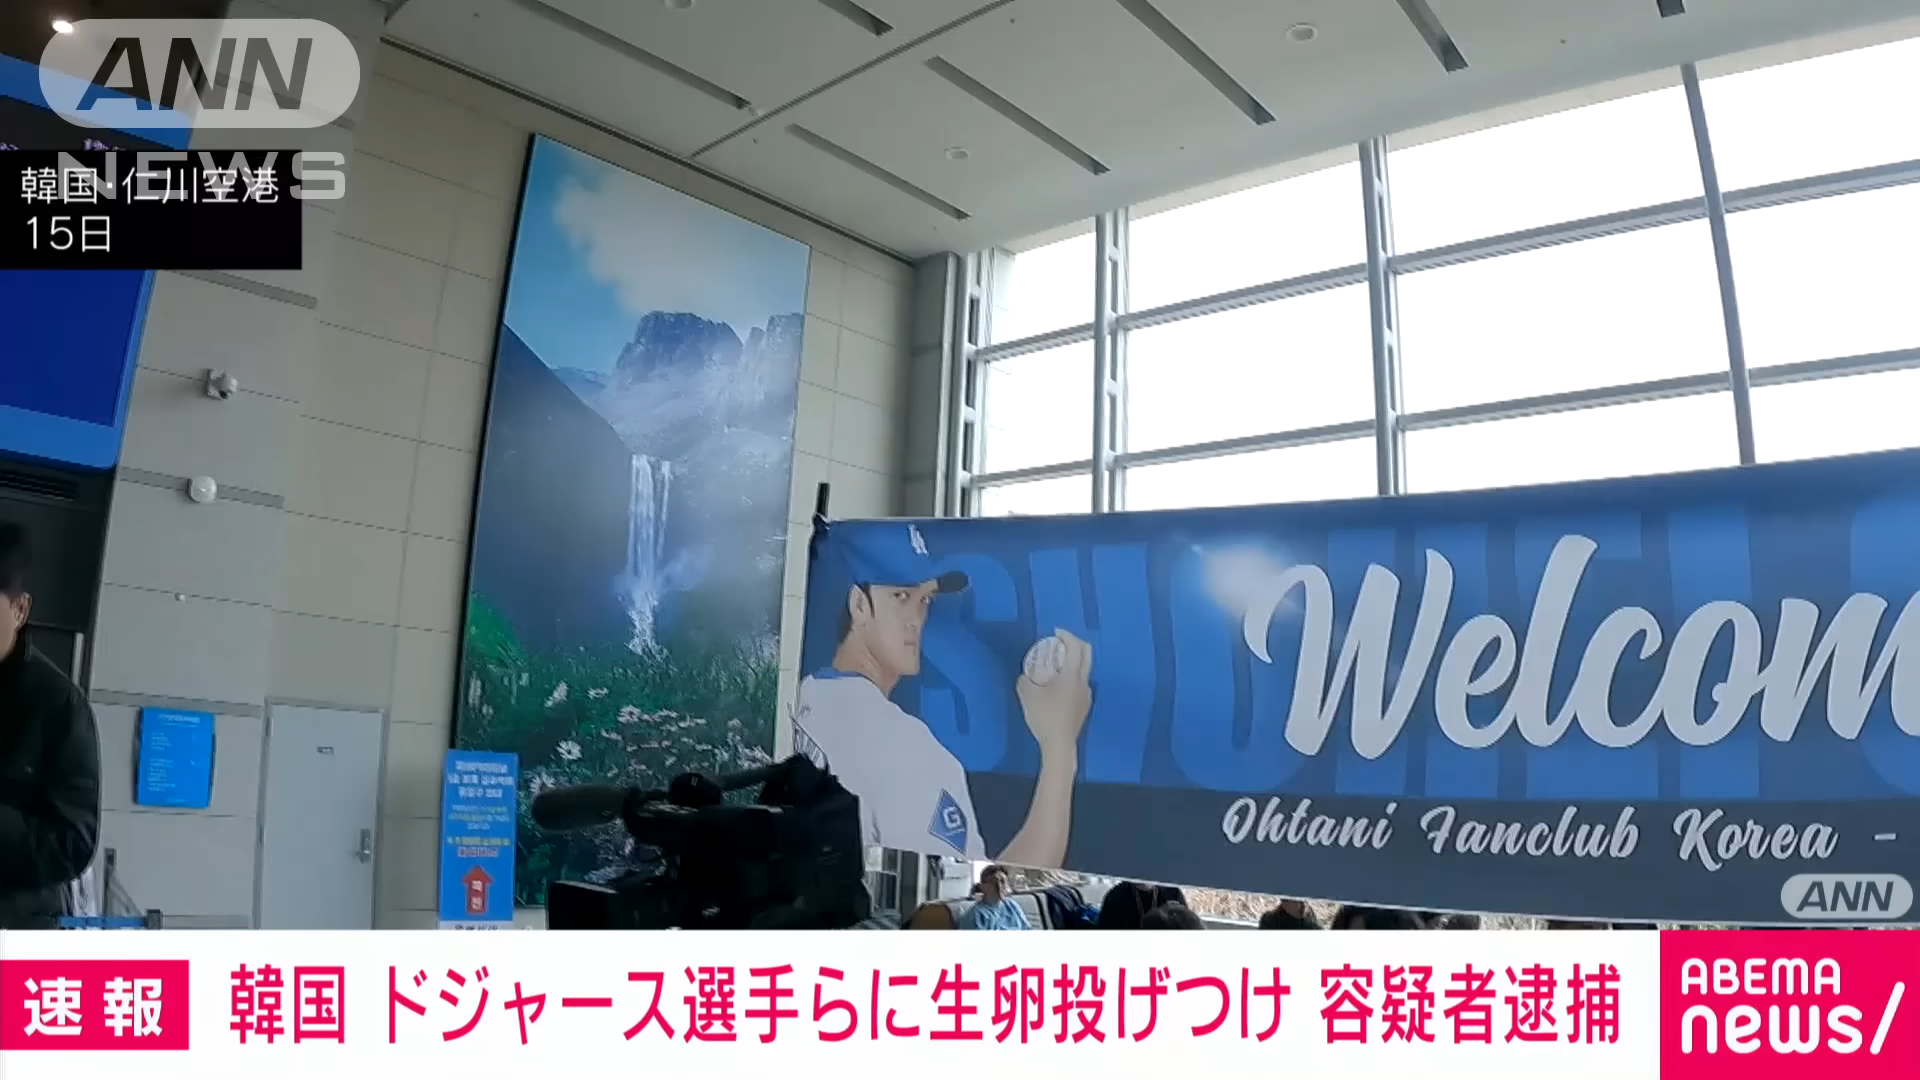 ANN
NEWS
韓国・仁川空港
15日
LA
SHOHEI
Welcom
G
Ohtani Fanclub Korea -
ANN
速報
韓国 ドジャース選手らに生卵投げつけ 容疑者逮捕
ABEMA
news/